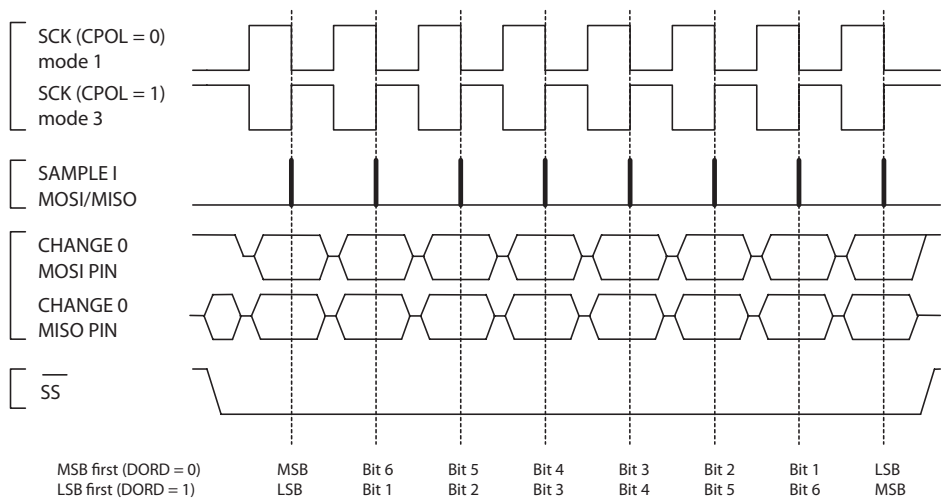 SCK (CPOL = 0)
mode 1
SCK (CPOL = 1)
mode 3
SAMPLE I
MOSI/MISO
CHANGE 0
MOSI PIN
CHANGE 0
MISO PIN
SS
MSB first (DORD = 0) MSB Bit 6 Bit 5 Bit 4 Bit 3 Bit 2 Bit 1 LSB
LSB first (DORD = 1) LSB Bit 1 Bit 2 Bit 3 Bit 4 Bit 5 Bit 6 MSB